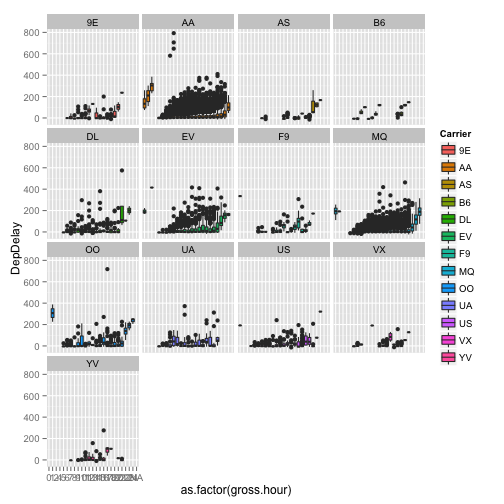 9E AA AS B6
800
600
400
200
0
DL EV F9 MQ
800
600
400
200
0
OO UA US VX
800
600
400
200
0
YV
800
600
400
200
0
DepDelay
as.factor(gross.hour)
Carrier
9E
AA
AS
B6
DL
EV
F9
MQ
OO
UA
US
VX
YV